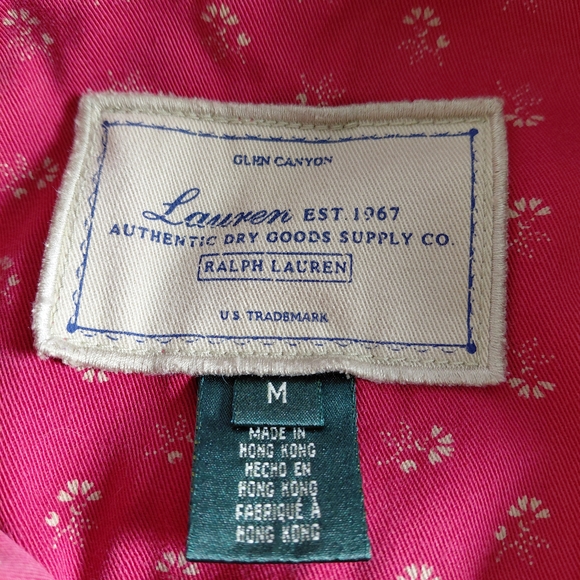 GLEN CANYON
Lauren EST. 1967
AUTHENTIC DRY GOODS SUPPLY CO.
RALPH LAUREN
U.S. TRADEMARK
M
MADE IN
HONG KONG
HECHO EN
HONG KONG
FABRIQUÉ À
HONG KONG